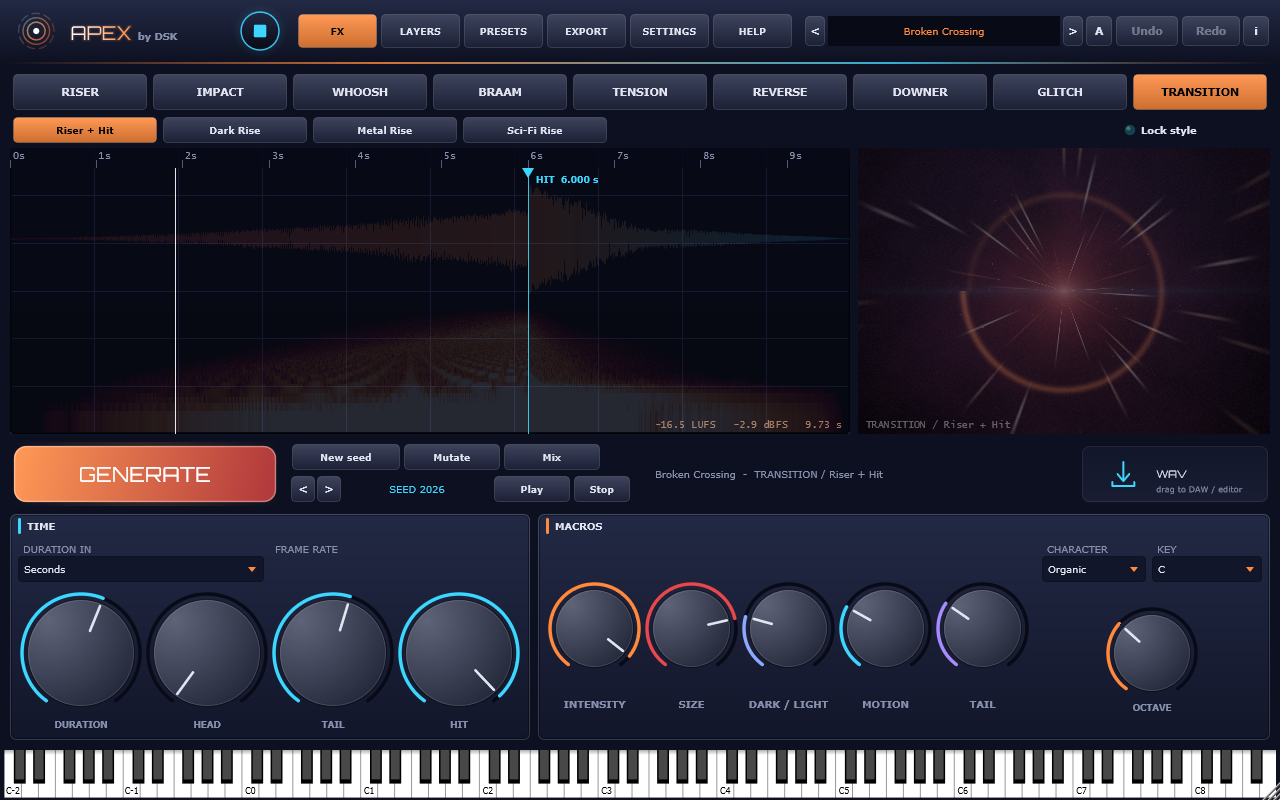 APEX by DSK
FX LAYERS PRESETS EXPORT SETTINGS HELP < Broken Crossing > A Undo Redo i
RISER IMPACT WHOOSH BRAAM TENSION REVERSE DOWNER GLITCH TRANSITION
Riser + Hit Dark Rise Metal Rise Sci-Fi Rise Lock style
0s 1s 2s 3s 4s 5s 6s 7s 8s 9s
HIT 6.000 s
-16.5 LUFS -2.9 dBFS 9.73 s
TRANSITION / Riser + Hit
GENERATE
New seed Mutate Mix
< > SEED 2026 Play Stop
Broken Crossing - TRANSITION / Riser + Hit
WAV
drag to DAW / editor
TIME
DURATION IN FRAME RATE
Seconds
DURATION HEAD TAIL HIT
MACROS
CHARACTER KEY
Organic C
INTENSITY SIZE DARK / LIGHT MOTION TAIL OCTAVE
C-2 C-1 C0 C1 C2 C3 C4 C5 C6 C7 C8